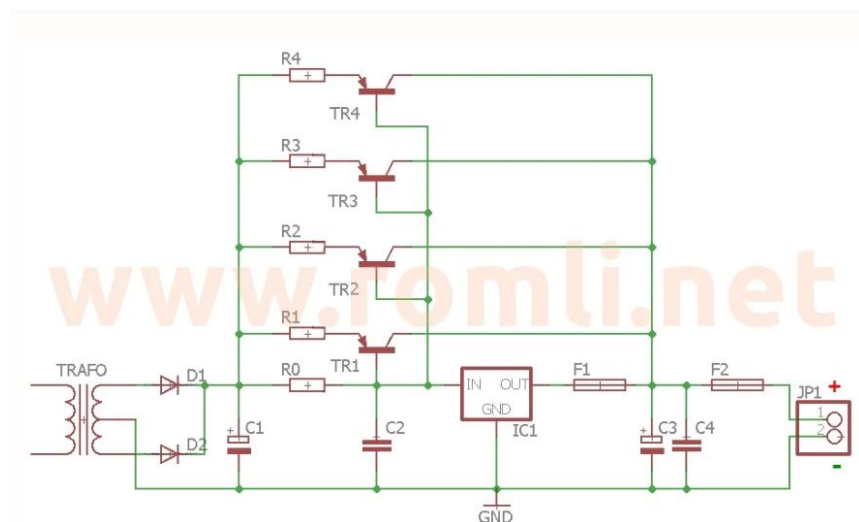 R4
TR4
R3
TR3
R2
TR2
www.romli.net
R1
TR1
TRAFO
D1
R0
IN OUT
GND
IC1
F1
F2
JP1
+
1
2
-
D2
+
C1
C2
+
C3
C4
GND